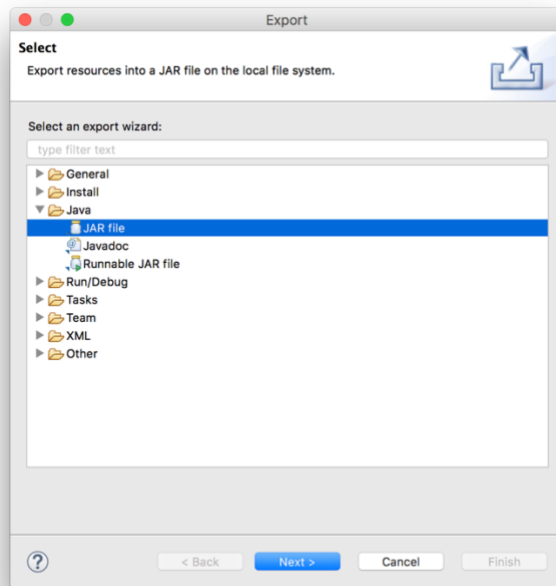 Export
Select
Export resources into a JAR file on the local file system.
Select an export wizard:
type filter text
General
Install
Java
JAR file
Javadoc
Runnable JAR file
Run/Debug
Tasks
Team
XML
Other
? < Back Next > Cancel Finish